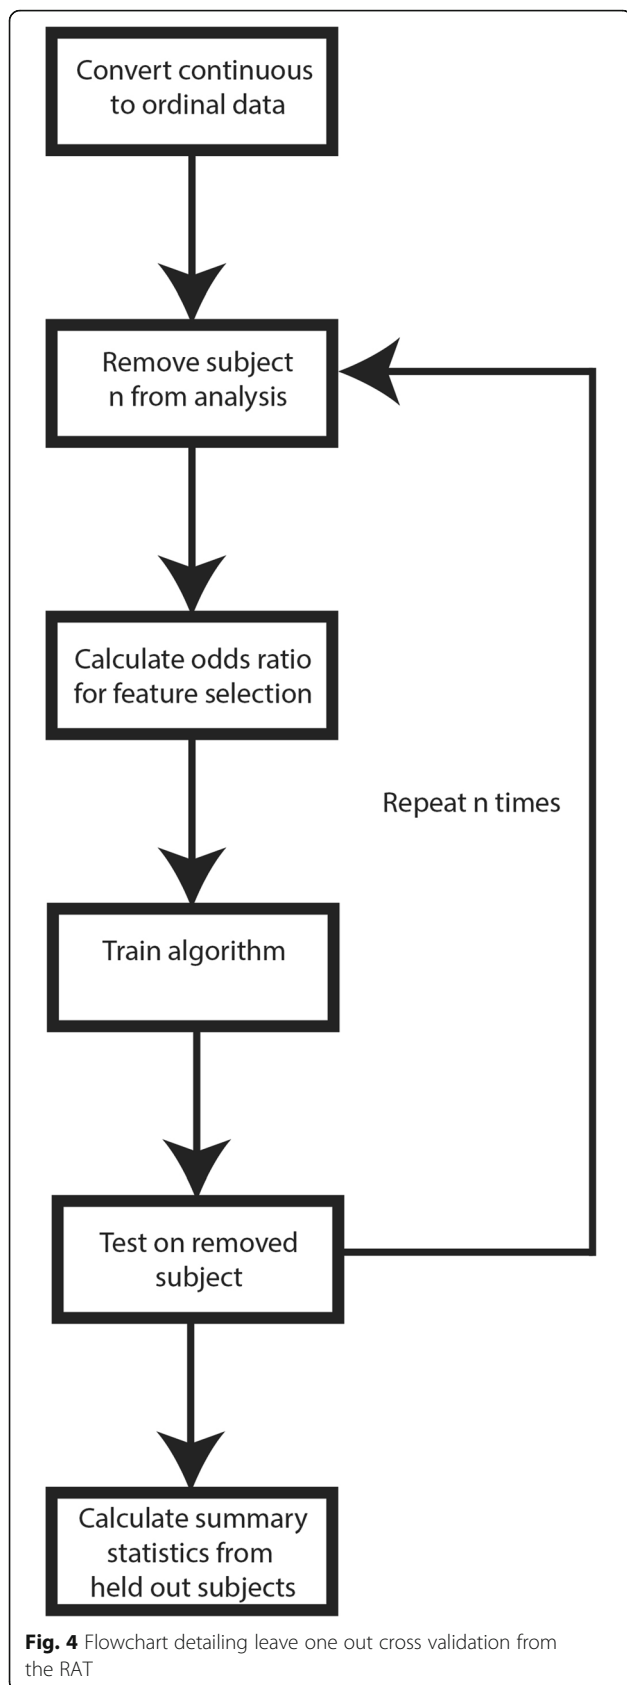 Convert continuous
to ordinal data
Remove subject
n from analysis
Calculate odds ratio
for feature selection
Repeat n times
Train algorithm
Test on removed
subject
Calculate summary
statistics from
held out subjects
Fig. 4 Flowchart detailing leave one out cross validation from
the RAT